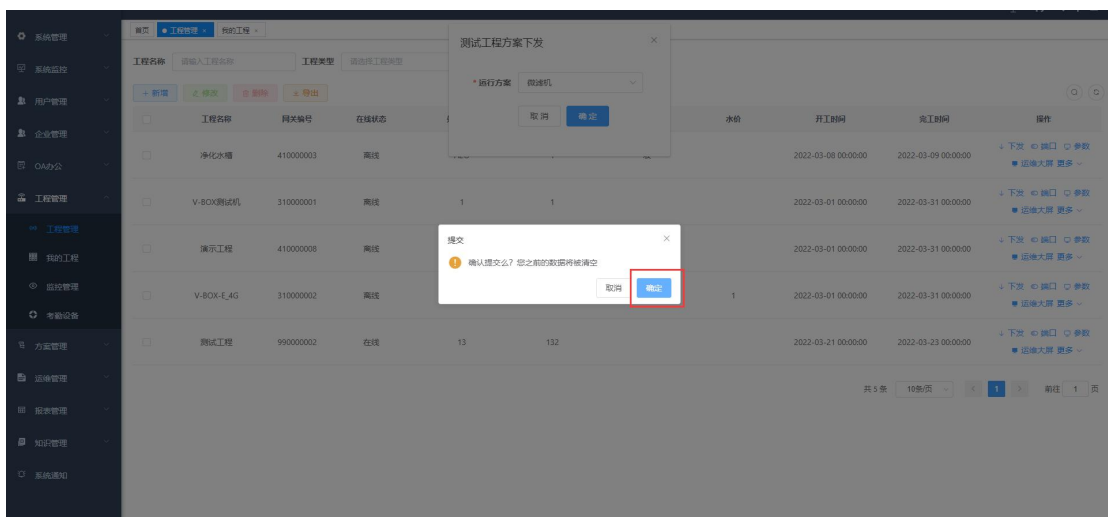 首页 工程管理 × 我的工程 ×
系统管理
系统监控
用户管理
企业管理
OA办公
工程管理
工程管理
我的工程
监控管理
考勤设备
方案管理
运维管理
报表管理
知识管理
系统通知
工程名称 请输入工程名称 工程类型 请选择工程类型
+ 新增 修改 删除 导出
测试工程方案下发 ×
* 运行方案 微滤机
取消 确定
工程名称 网关编号 在线状态 水价 开工时间 完工时间 操作
净化水槽 410000003 离线 2022-03-08 00:00:00 2022-03-09 00:00:00 下发 端口 参数
运维大屏 更多
V-BOX测试机 310000001 离线 1 1 2022-03-01 00:00:00 2022-03-31 00:00:00 下发 端口 参数
运维大屏 更多
演示工程 410000008 离线 2022-03-01 00:00:00 2022-03-31 00:00:00 下发 端口 参数
运维大屏 更多
V-BOX-E_4G 310000002 离线 1 2022-03-01 00:00:00 2022-03-31 00:00:00 下发 端口 参数
运维大屏 更多
测试工程 990000002 在线 13 132 2022-03-21 00:00:00 2022-03-23 00:00:00 下发 端口 参数
运维大屏 更多
提交 ×
! 确认提交么？您之前的数据将被清空
取消 确定
共 5 条 10条/页 < 1 > 前往 1 页